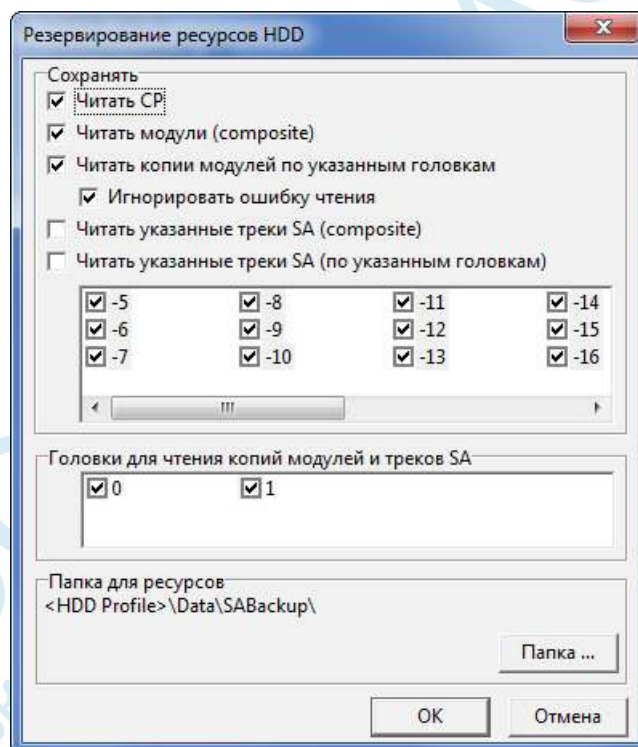 Резервирование ресурсов HDD
Сохранять
Читать CP
Читать модули (composite)
Читать копии модулей по указанным головкам
Игнорировать ошибку чтения
Читать указанные треки SA (composite)
Читать указанные треки SA (по указанным головкам)
-5 -8 -11 -14
-6 -9 -12 -15
-7 -10 -13 -16
Головки для чтения копий модулей и треков SA
0 1
Папка для ресурсов
<HDD Profile>\Data\SABackup\
Папка ...
OK Отмена